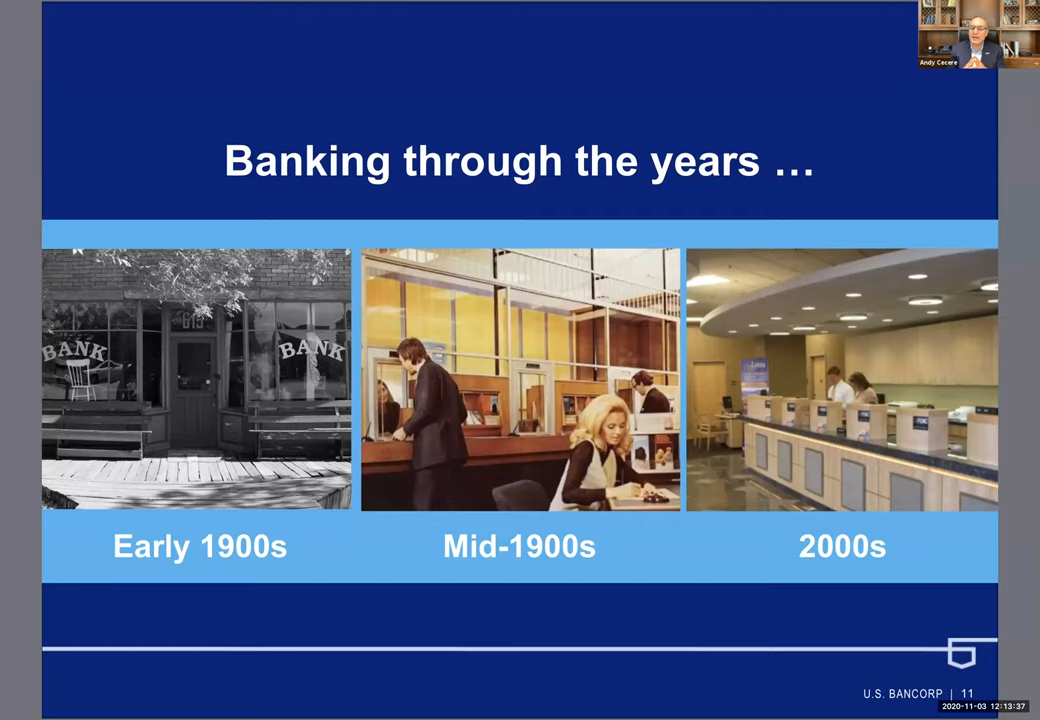 Andy Cecere
Banking through the years …
615
BANK
BANK
Early 1900s
Mid-1900s
2000s
U.S. BANCORP | 11
2020-11-03 12:13:37